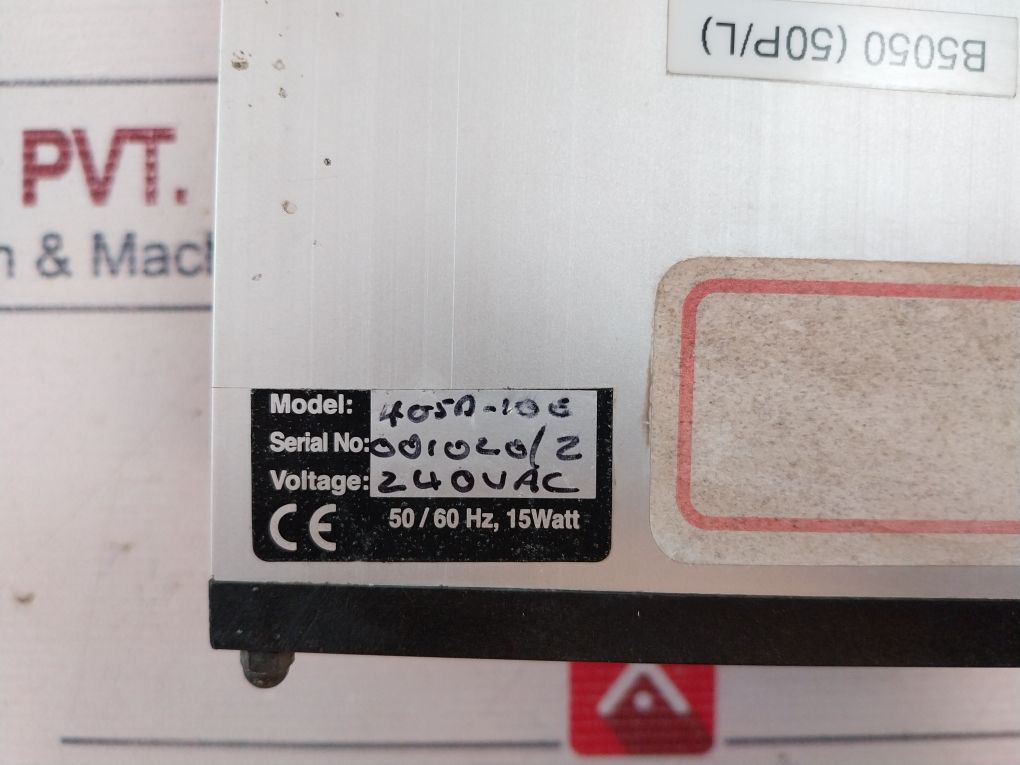 B5050 (50P/L)
PVT.
n & Mach
Model: 405A-10E
Serial No: 001020/2
Voltage: 240VAC
CE 50 / 60 Hz, 15Watt